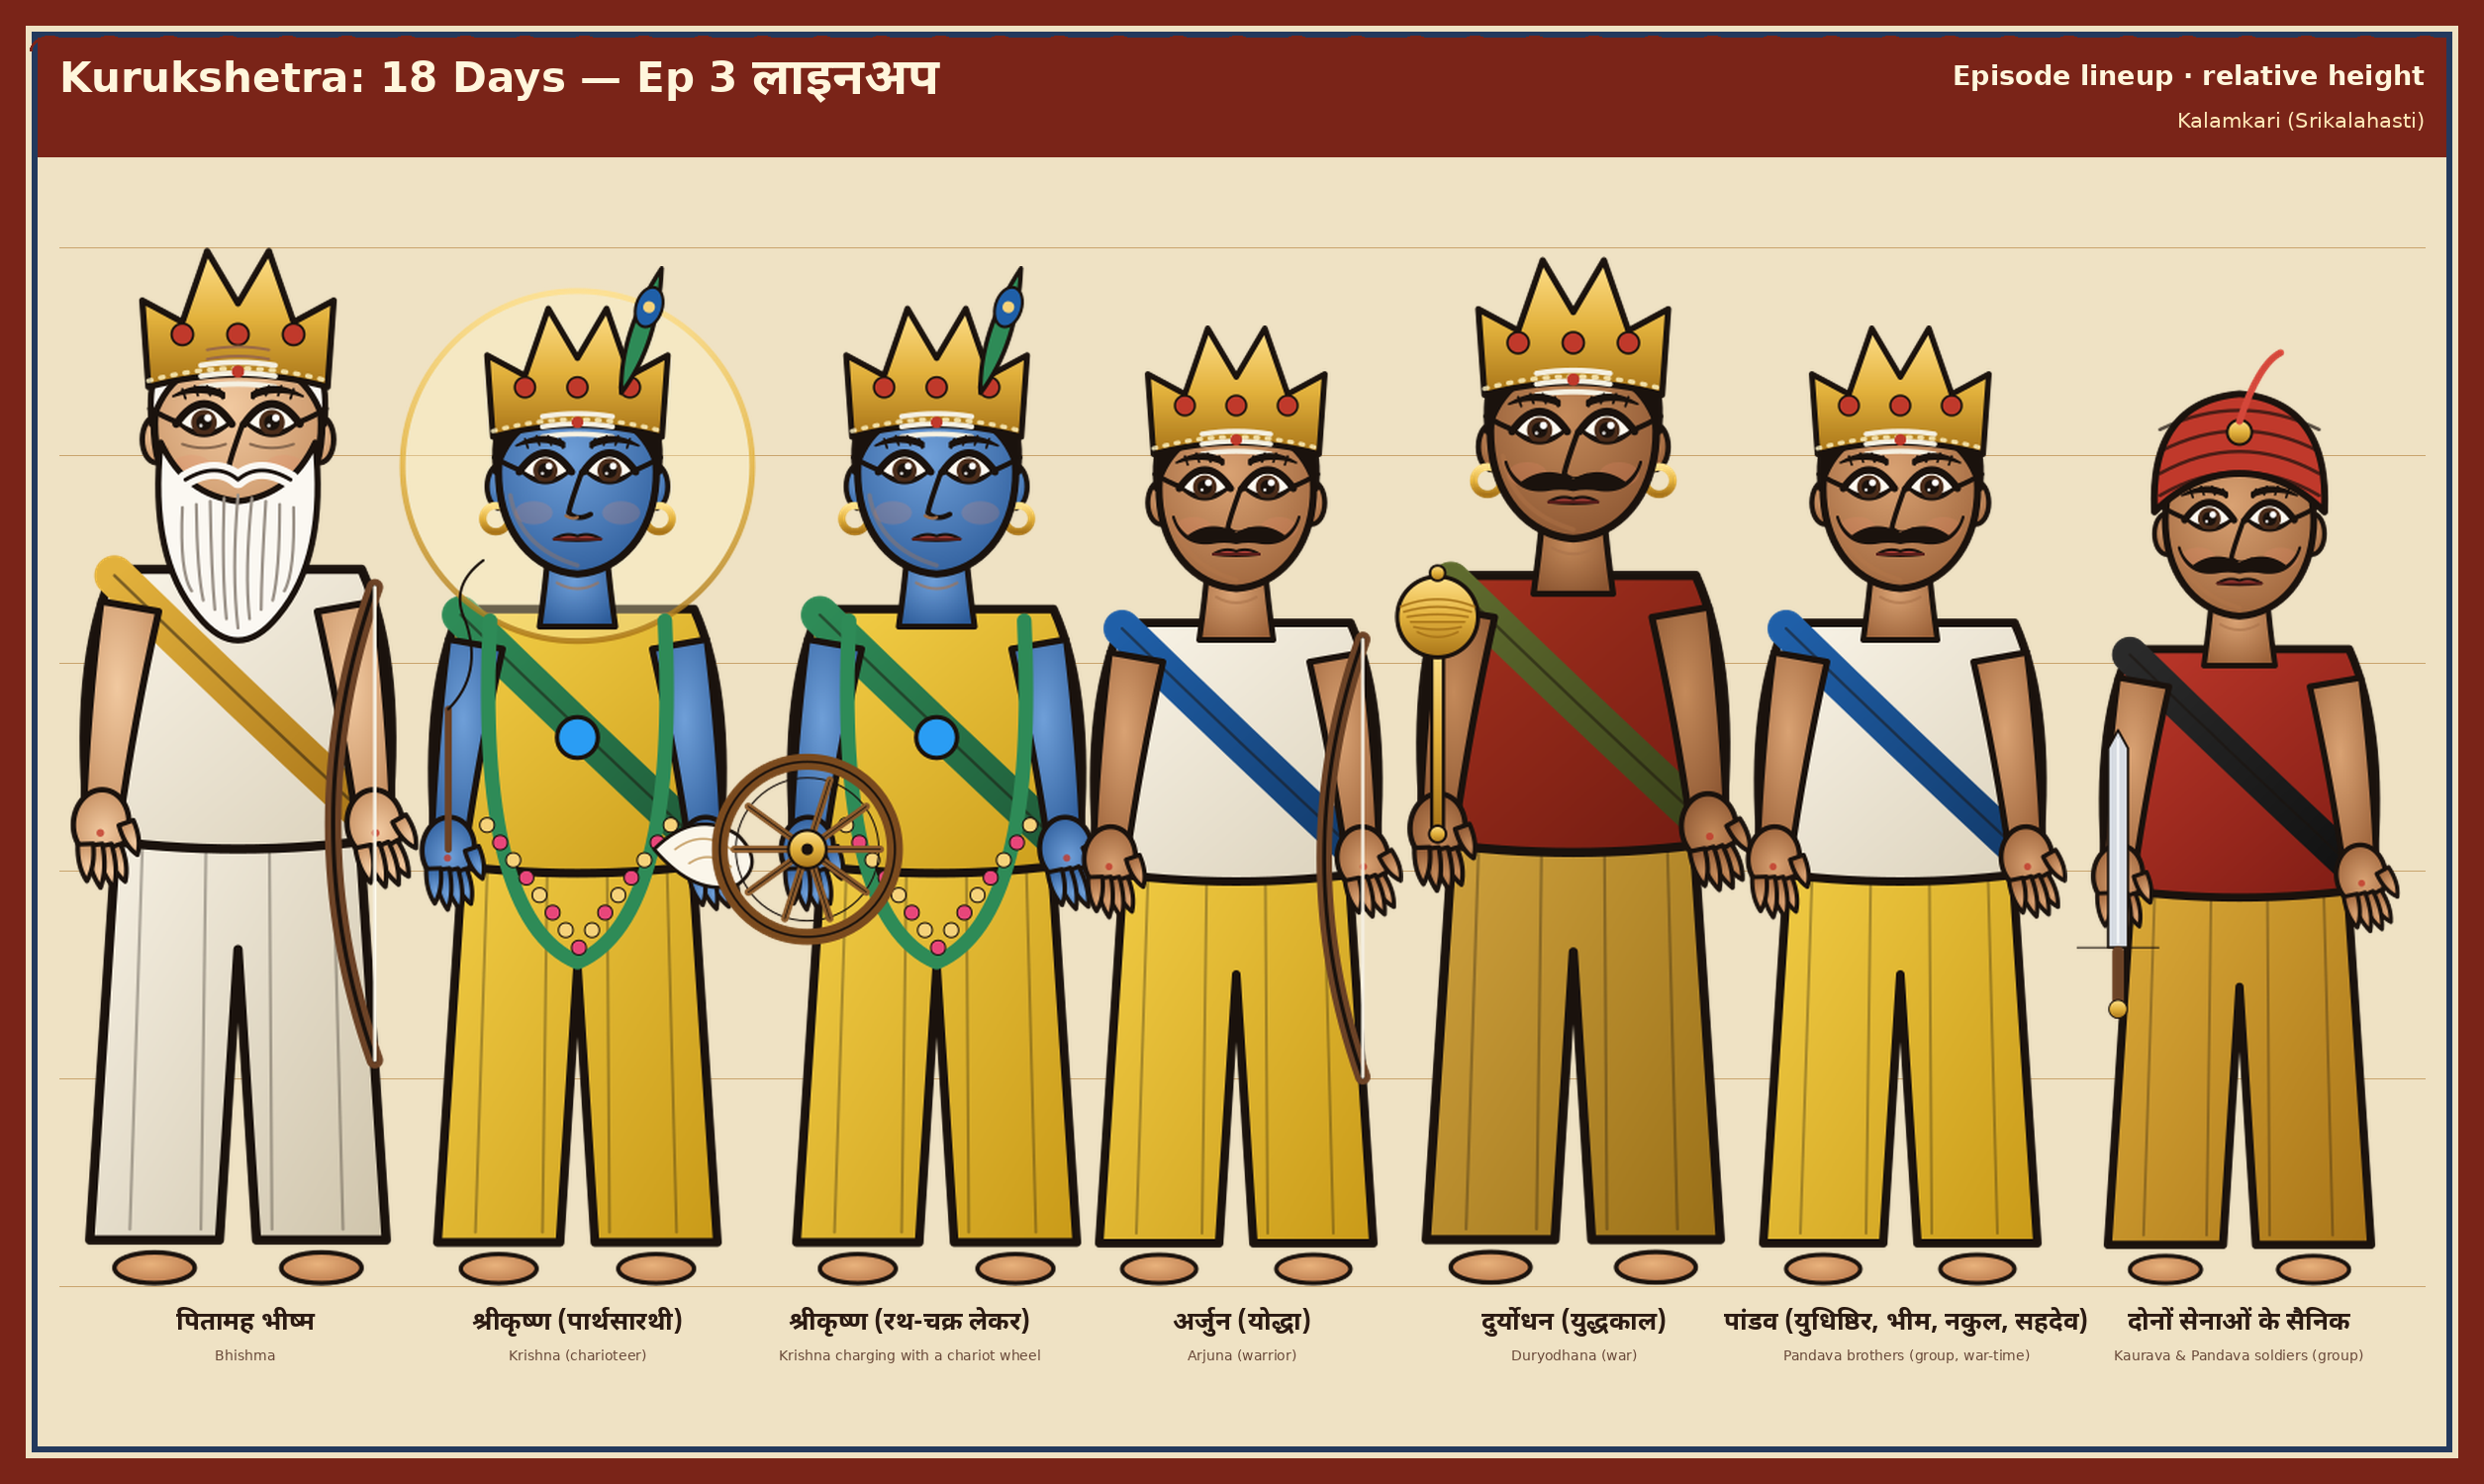 Kurukshetra: 18 Days — Ep 3 लाइनअप
Episode lineup · relative height
Kalamkari (Srikalahasti)
पितामह भीष्म
Bhishma
श्रीकृष्ण (पार्थसारथी)
Krishna (charioteer)
श्रीकृष्ण (रथ-चक्र लेकर)
Krishna charging with a chariot wheel
अर्जुन (योद्धा)
Arjuna (warrior)
दुर्योधन (युद्धकाल)
Duryodhana (war)
पांडव (युधिष्ठिर, भीम, नकुल, सहदेव)
Pandava brothers (group, war-time)
दोनों सेनाओं के सैनिक
Kaurava & Pandava soldiers (group)